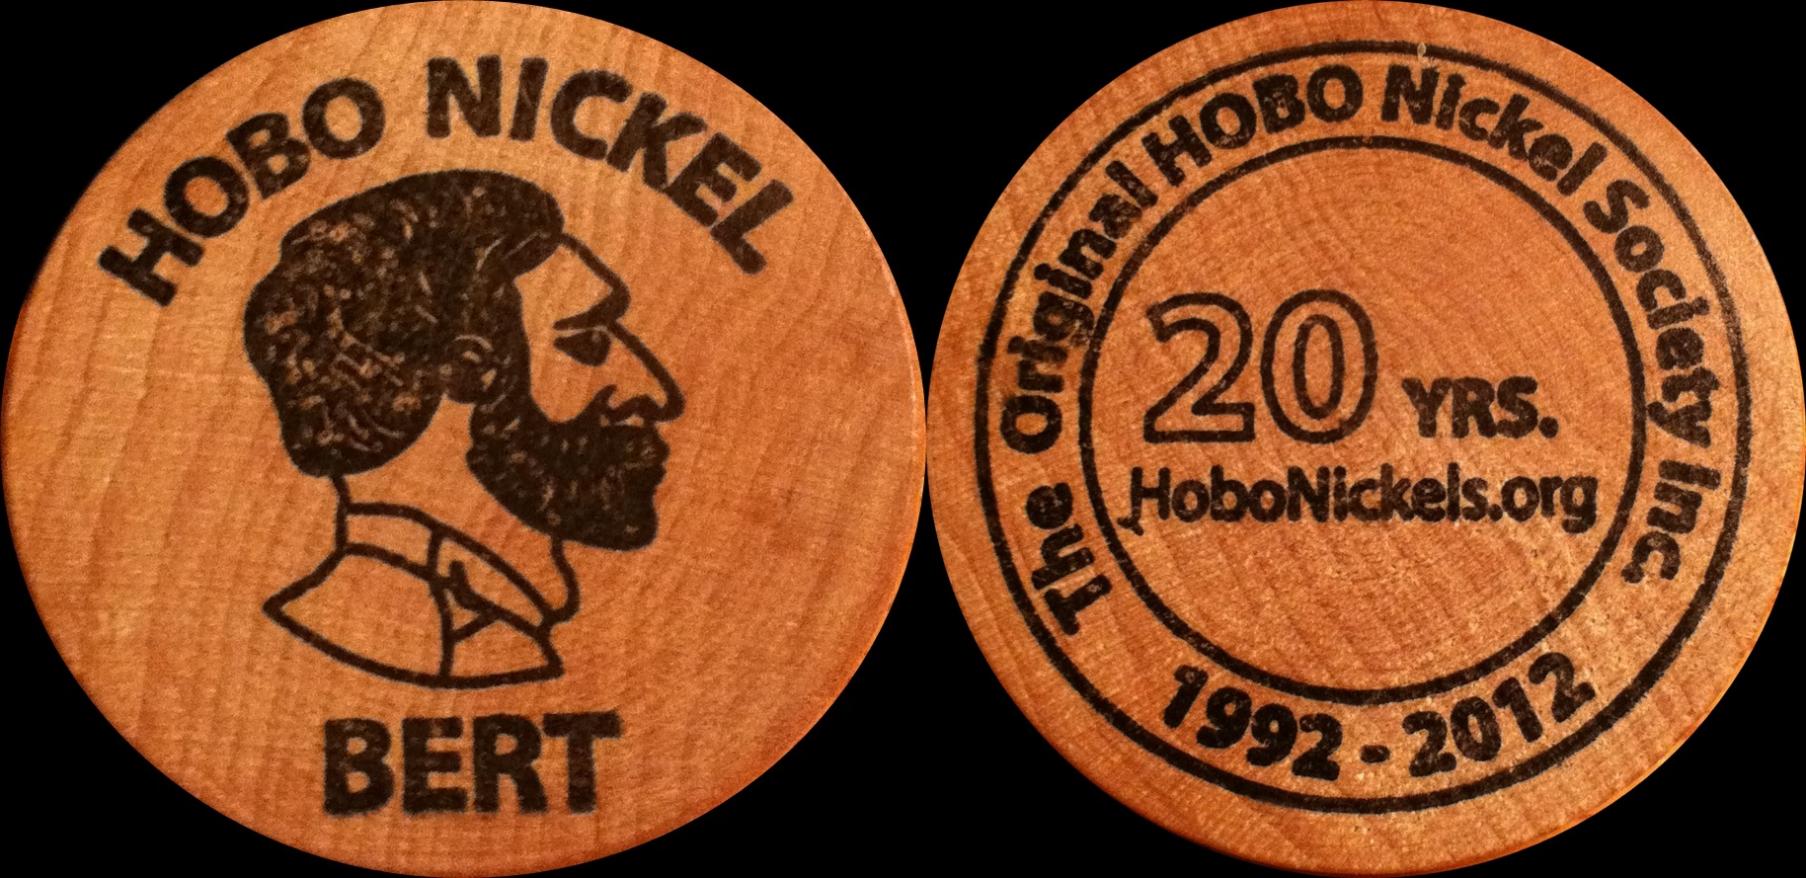 HOBO NICKEL
BERT
The Original HOBO Nickel Society Inc.
20 YRS.
HoboNickels.org
1992 - 2012